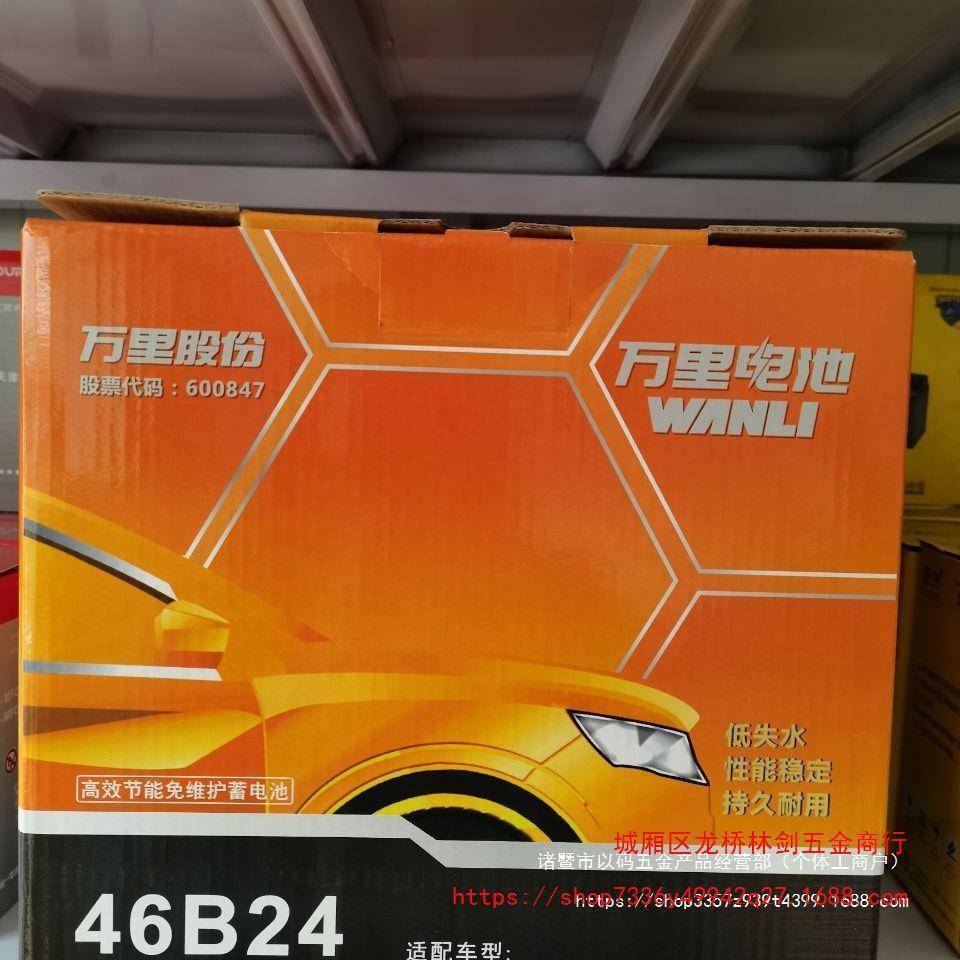 万里股份
股票代码：600847
万里电池
WANLI
低失水
性能稳定
持久耐用
高效节能免维护蓄电池
城厢区龙桥林剑五金商行
诸暨市以码五金产品经营部（个体工商户）
46B24
适配车型: